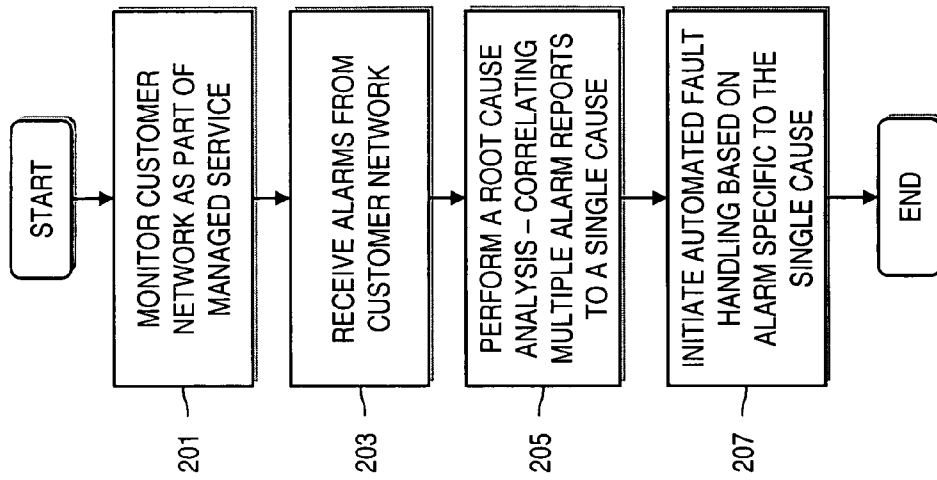 START
201
MONITOR CUSTOMER
NETWORK AS PART OF
MANAGED SERVICE
203
RECEIVE ALARMS FROM
CUSTOMER NETWORK
205
PERFORM A ROOT CAUSE
ANALYSIS – CORRELATING
MULTIPLE ALARM REPORTS
TO A SINGLE CAUSE
207
INITIATE AUTOMATED FAULT
HANDLING BASED ON
ALARM SPECIFIC TO THE
SINGLE CAUSE
END